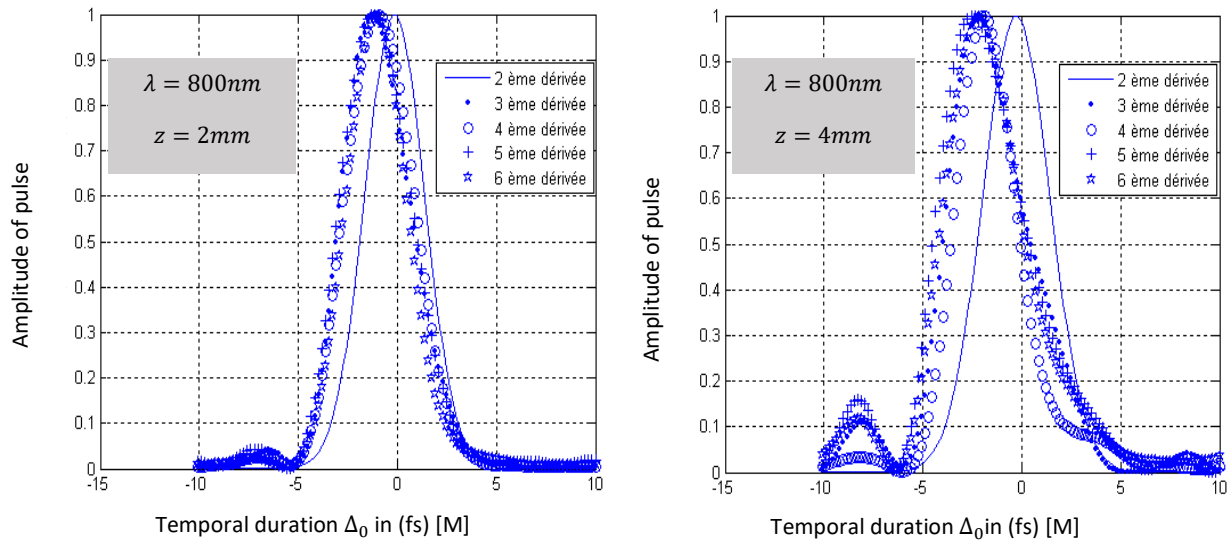 1
0.9
0.8
0.7
0.6
0.5
0.4
0.3
0.2
0.1
0
-15
-10
-5
0
5
10
λ = 800nm
z = 2mm
2 ème dérivée
3 ème dérivée
4 ème dérivée
5 ème dérivée
6 ème dérivée
Amplitude of pulse
Temporal duration Δ₀ in (fs) [M]
1
0.9
0.8
0.7
0.6
0.5
0.4
0.3
0.2
0.1
0
-15
-10
-5
0
5
10
λ = 800nm
z = 4mm
2 ème dérivée
3 ème dérivée
4 ème dérivée
5 ème dérivée
6 ème dérivée
Amplitude of pulse
Temporal duration Δ₀in (fs) [M]